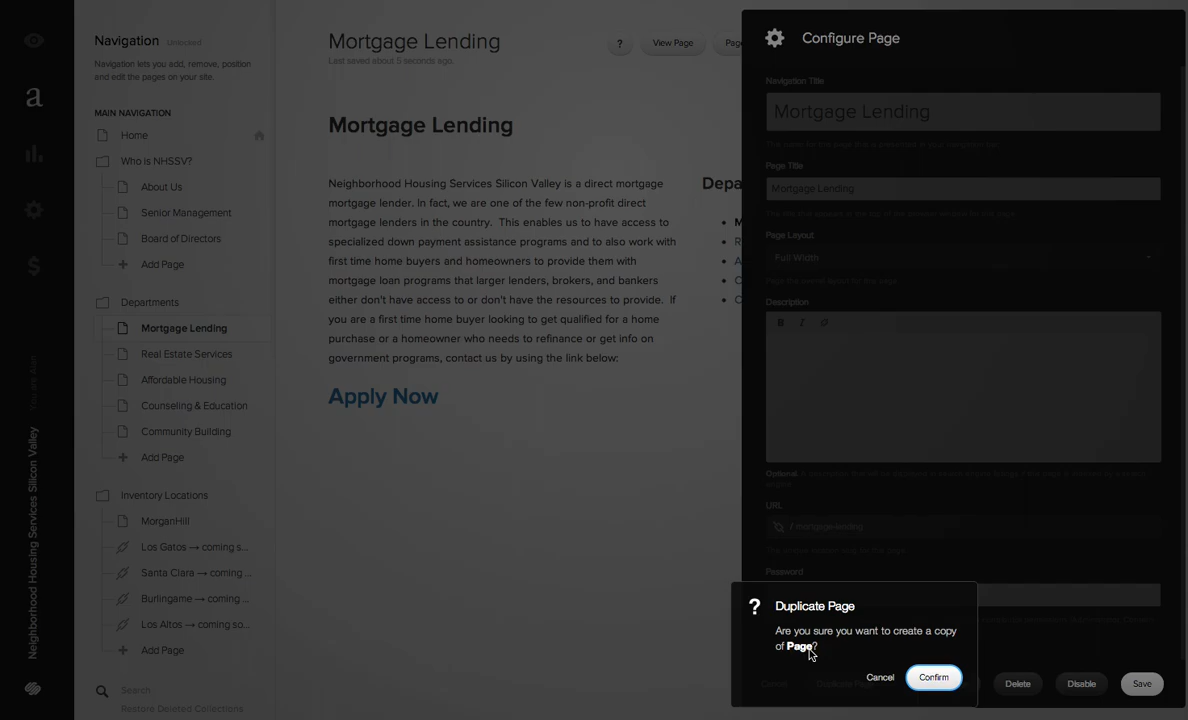 Navigation Unlocked
Navigation lets you add, remove, position
and edit the pages on your site.
MAIN NAVIGATION
Home
Who is NHSSV?
About Us
Senior Management
Board of Directors
+ Add Page
Departments
Mortgage Lending
Real Estate Services
Affordable Housing
Counseling & Education
Community Building
+ Add Page
Inventory Locations
MorganHill
Los Gatos → coming s...
Santa Clara → coming ...
Burlingame → coming ...
Los Altos → coming so...
+ Add Page
Search
Restore Deleted Collections
a
$
Neighborhood Housing Services Silicon Valley
Mortgage Lending
Last saved about 5 seconds ago.
?
View Page
Page
Mortgage Lending
Neighborhood Housing Services Silicon Valley is a direct mortgage
mortgage lender. In fact, we are one of the few non-profit direct
mortgage lenders in the country. This enables us to have access to
specialized down payment assistance programs and to also work with
first time home buyers and homeowners to provide them with
mortgage loan programs that larger lenders, brokers, and bankers
either don't have access to or don't have the resources to provide. If
you are a first time home buyer looking to get qualified for a home
purchase or a homeowner who needs to refinance or get info on
government programs, contact us by using the link below:
Apply Now
Depa
M
R
A
C
C
Configure Page
Navigation Title
Mortgage Lending
Page Title
Mortgage Lending
Page Layout
Full Width
Description
B I
URL
/ mortgage-lending
Password
? Duplicate Page
Are you sure you want to create a copy
of Page?
Cancel
Confirm
Cancel
Duplicate Page
Delete
Disable
Save